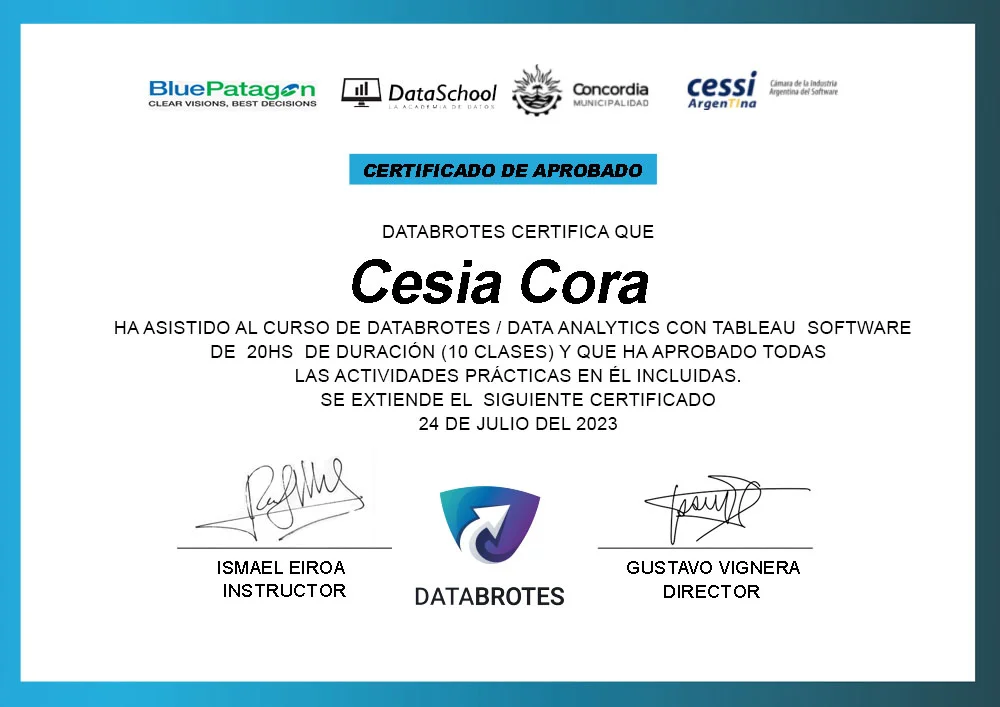 BluePatagon
CLEAR VISIONS, BEST DECISIONS
DataSchool
LA ACADEMIA DE DATOS
Concordia
MUNICIPALIDAD
cessi
ArgenTIna
Cámara de la Industria
Argentina del Software
CERTIFICADO DE APROBADO
DATABROTES CERTIFICA QUE
Cesia Cora
HA ASISTIDO AL CURSO DE DATABROTES / DATA ANALYTICS CON TABLEAU SOFTWARE
DE 20HS DE DURACIÓN (10 CLASES) Y QUE HA APROBADO TODAS
LAS ACTIVIDADES PRÁCTICAS EN ÉL INCLUIDAS.
SE EXTIENDE EL SIGUIENTE CERTIFICADO
24 DE JULIO DEL 2023
ISMAEL EIROA
INSTRUCTOR
DATABROTES
GUSTAVO VIGNERA
DIRECTOR